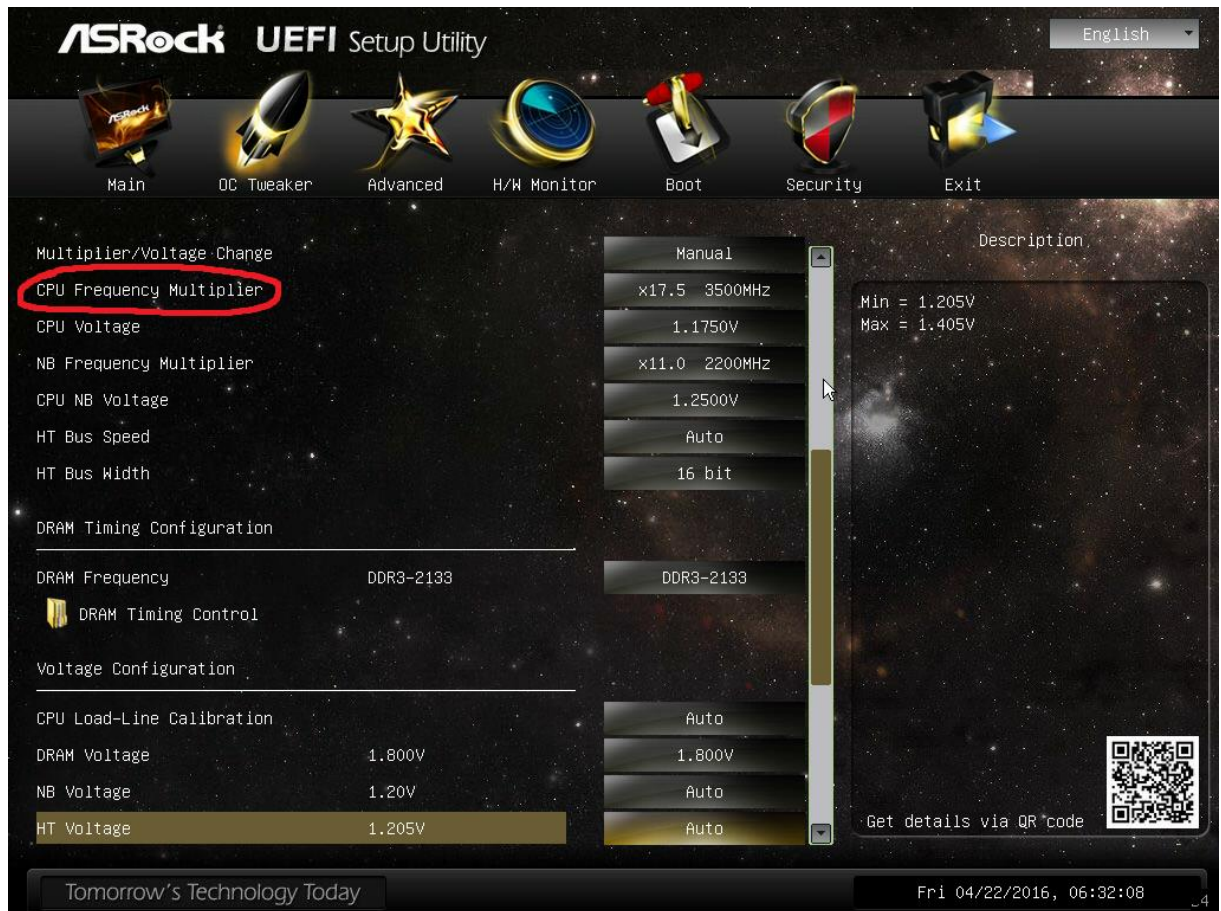 ASRock UEFI Setup Utility
English
ASRock
Main OC Tweaker Advanced H/W Monitor Boot Security Exit
Multiplier/Voltage Change Manual
CPU Frequency Multiplier x17.5 3500MHz
CPU Voltage 1.1750V
NB Frequency Multiplier x11.0 2200MHz
CPU NB Voltage 1.2500V
HT Bus Speed Auto
HT Bus Width 16 bit
DRAM Timing Configuration
DRAM Frequency DDR3-2133 DDR3-2133
DRAM Timing Control
Voltage Configuration
CPU Load-Line Calibration Auto
DRAM Voltage 1.800V 1.800V
NB Voltage 1.20V Auto
HT Voltage 1.205V Auto
Description
Min = 1.205V
Max = 1.405V
Get details via QR code
Tomorrow's Technology Today
Fri 04/22/2016, 06:32:08